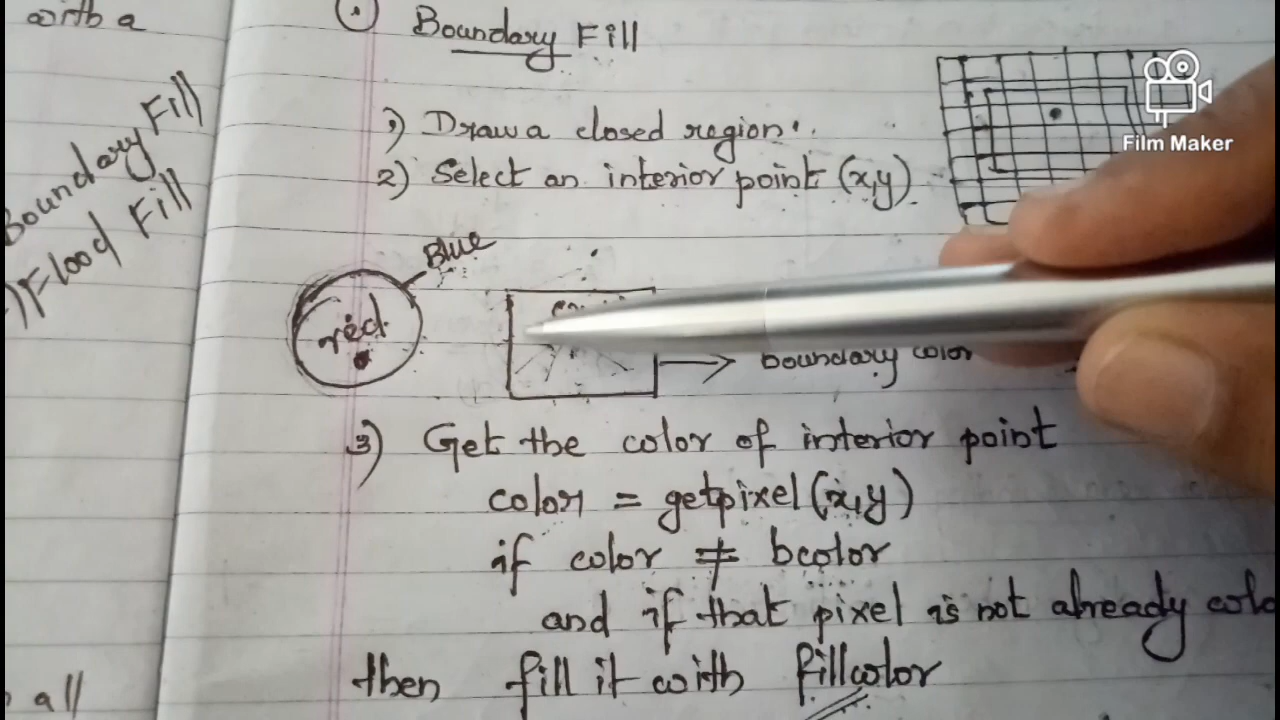 with a
Boundary Fill
Flood Fill
all
1) Boundary Fill
1) Draw a closed region.
2) Select an interior point (x,y)
Blue
red
boundary color
3) Get the color of interior point
color = getpixel(x,y)
if color ≠ bcolor
and if that pixel is not already colo
then fill it with fillcolor
Film Maker